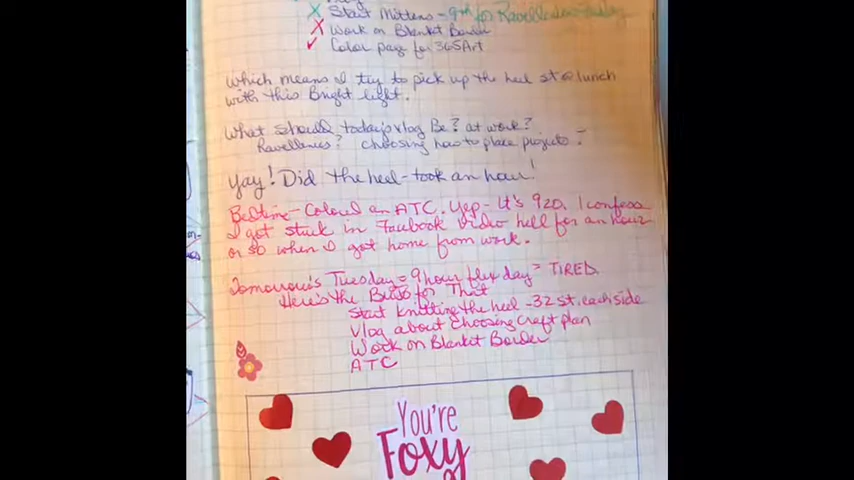 Start Mittens - 9th for Ravellenics
Work on Blanket Border
Color page for 365Art
Which means I try to pick up the heel st @ lunch
with this Bright light.
What should today's vlog Be? at work?
Ravellenics? choosing how to place projects -
Yay! Did the heel - took an hour!
Bedtime - Colored an ATC. Yep - It's 920. I confess
I got stuck in Facebook Video hell for an hour
or so when I got home from work.
Tomorrow's Tuesday = 9 hour flex day = TIRED.
Here's the for That
Start knitting the heel - 32 st. each side
Vlog about choosing craft plan
Work on Blanket Border
ATC
You're
Foxy